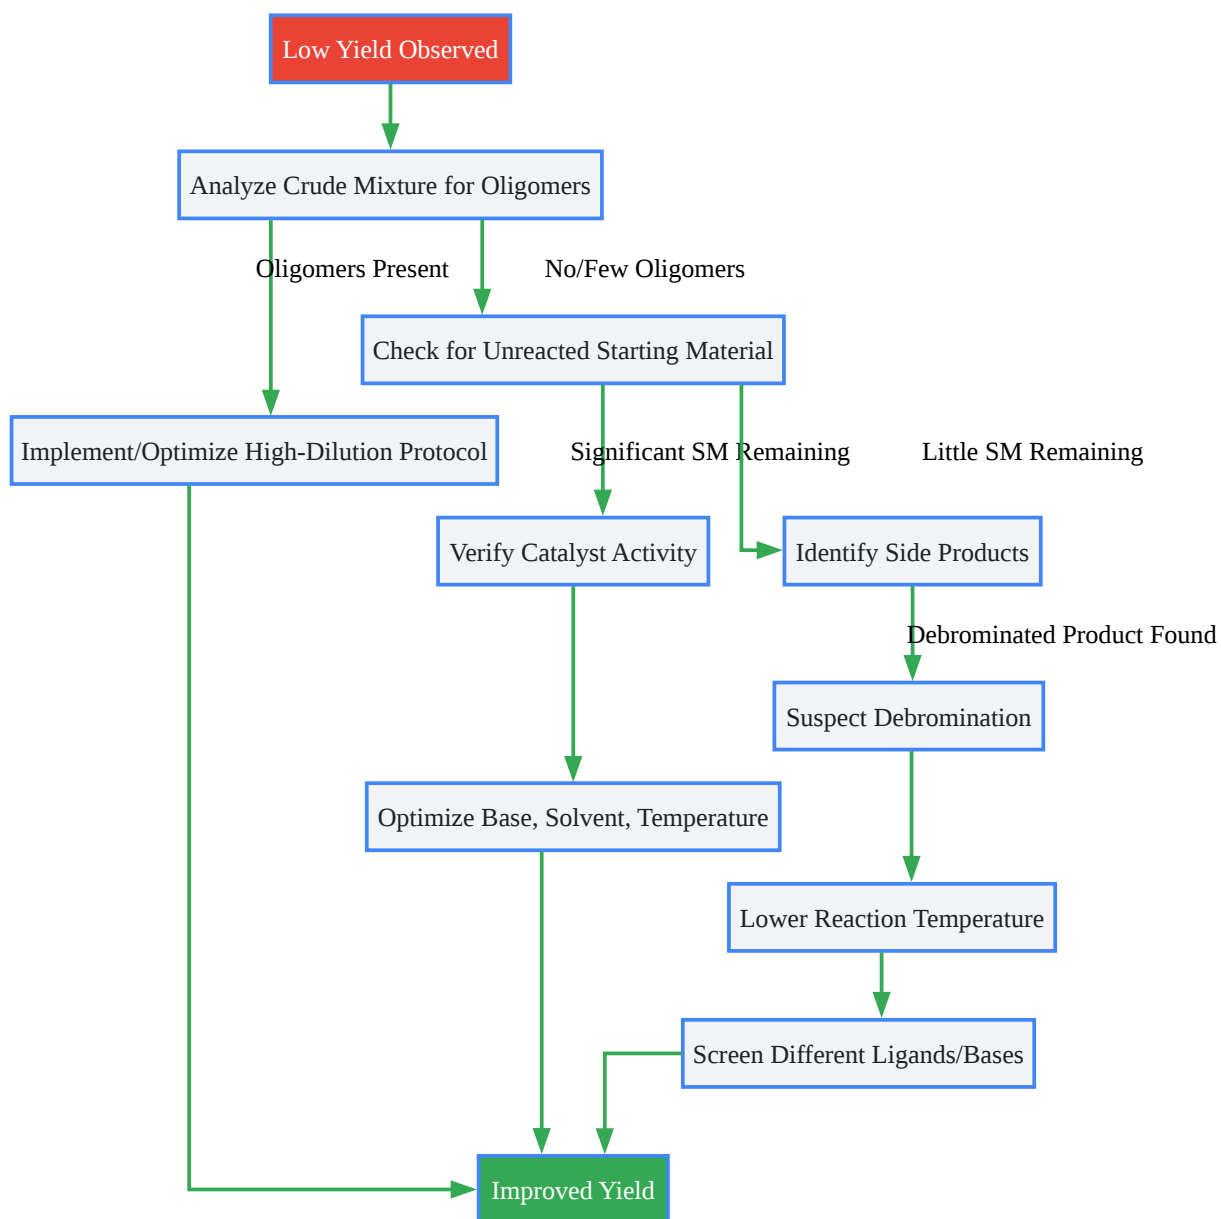 Low Yield Observed
Analyze Crude Mixture for Oligomers
Oligomers Present
No/Few Oligomers
Check for Unreacted Starting Material
Implement/Optimize High-Dilution Protocol
Significant SM Remaining
Little SM Remaining
Verify Catalyst Activity
Identify Side Products
Debrominated Product Found
Suspect Debromination
Optimize Base, Solvent, Temperature
Lower Reaction Temperature
Screen Different Ligands/Bases
Improved Yield